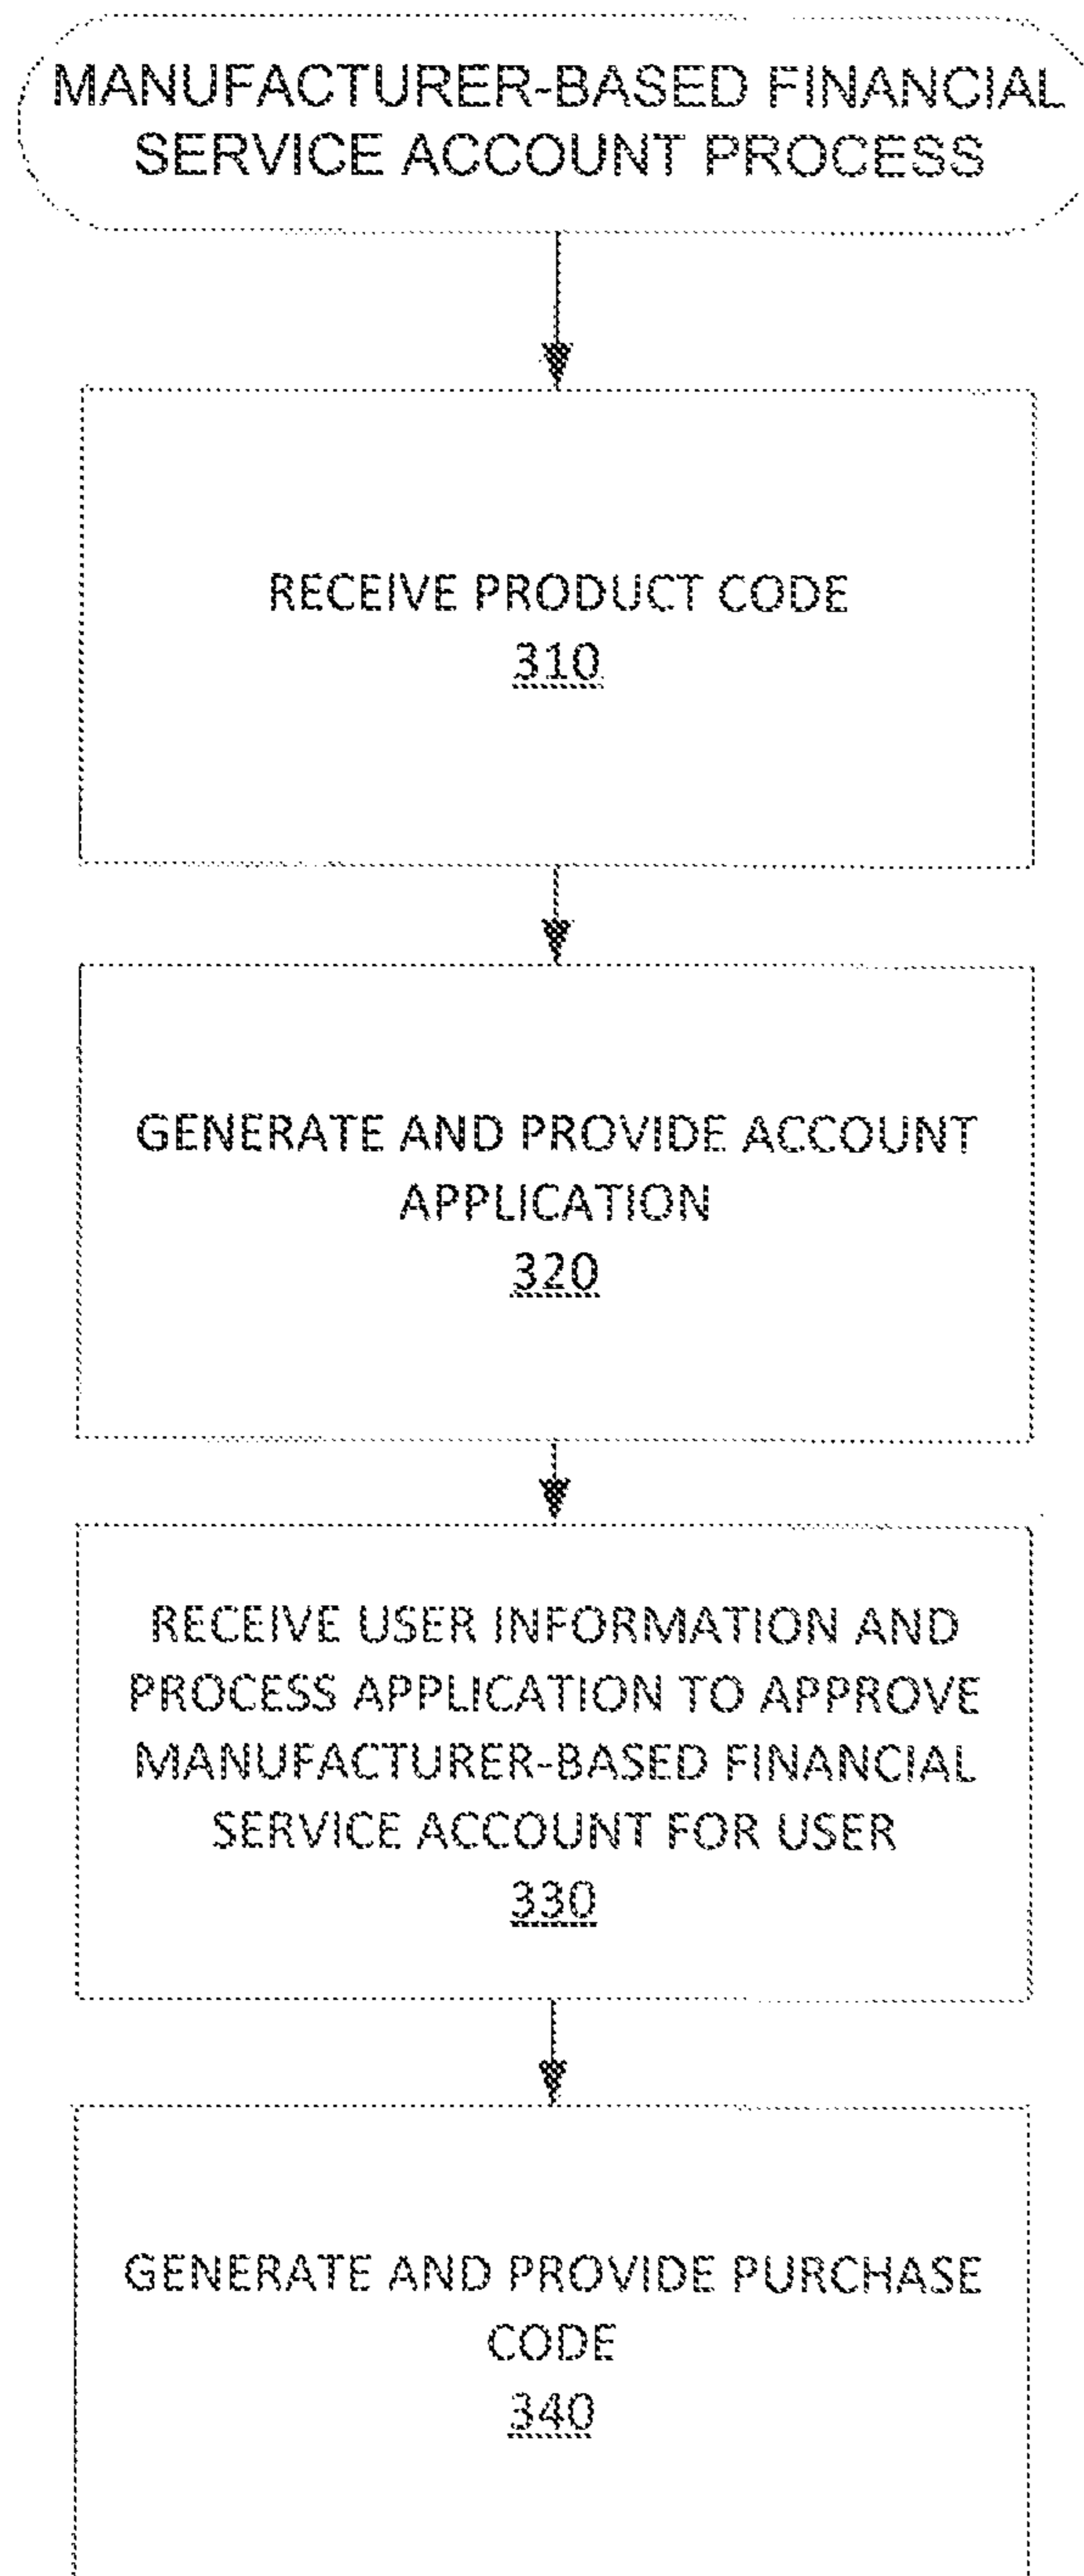 MANUFACTURER-BASED FINANCIAL
SERVICE ACCOUNT PROCESS
RECEIVE PRODUCT CODE
310
GENERATE AND PROVIDE ACCOUNT
APPLICATION
320
RECEIVE USER INFORMATION AND
PROCESS APPLICATION TO APPROVE
MANUFACTURER-BASED FINANCIAL
SERVICE ACCOUNT FOR USER
330
GENERATE AND PROVIDE PURCHASE
CODE
340